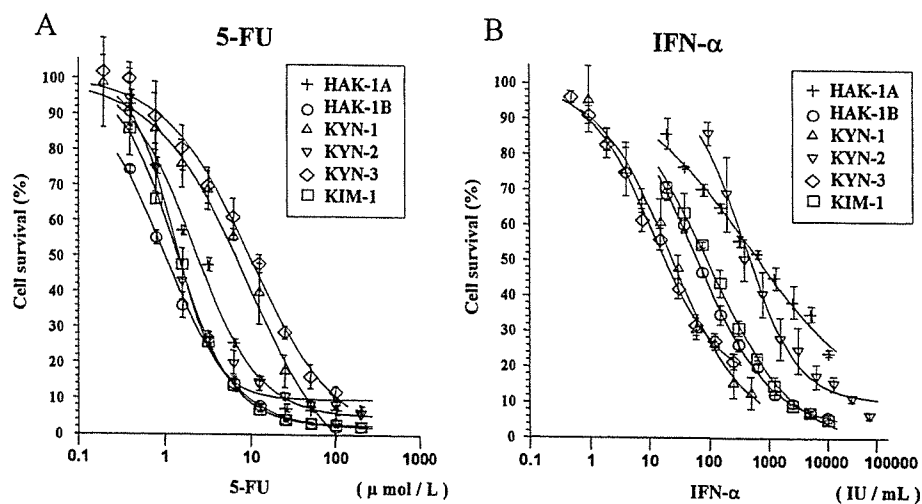 A
5-FU
HAK-1A
HAK-1B
KYN-1
KYN-2
KYN-3
KIM-1
Cell survival (%)
100
90
80
70
60
50
40
30
20
10
0
0.1
1
10
100
1000
5-FU
( μ mol / L )
B
IFN-α
HAK-1A
HAK-1B
KYN-1
KYN-2
KYN-3
KIM-1
Cell survival (%)
100
90
80
70
60
50
40
30
20
10
0
0.1
1
10
100
1000
10000
100000
IFN-α
( IU / mL )